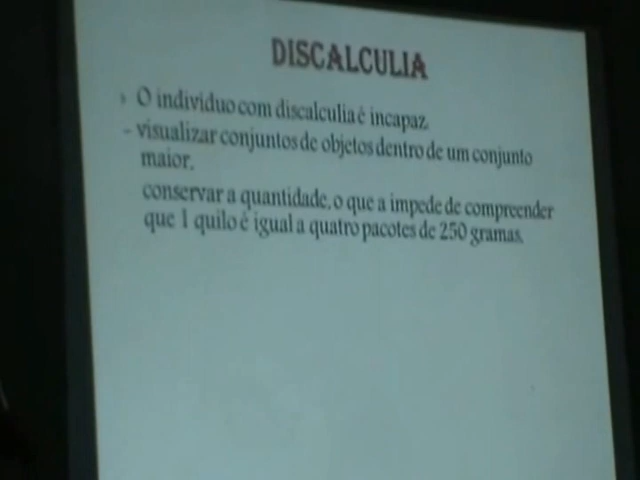 DISCALCULIA
› O indivíduo com discalculia é incapaz.
- visualizar conjuntos de objetos dentro de um conjunto
maior.
conservar a quantidade, o que a impede de compreender
que 1 quilo é igual a quatro pacotes de 250 gramas.